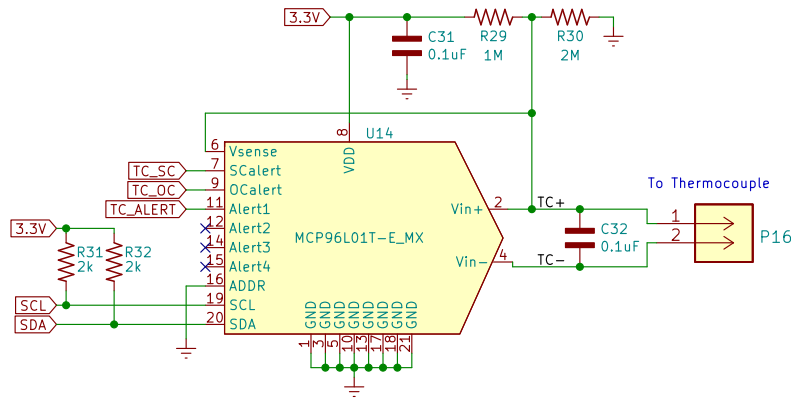 3.3V
C31
0.1uF
R29
1M
R30
2M
8
U14
VDD
6
Vsense
TC_SC
7
SCalert
TC_OC
9
OCalert
TC_ALERT
11
Alert1
12
Alert2
14
Alert3
15
Alert4
16
ADDR
SCL
19
SCL
SDA
20
SDA
3.3V
R31
2k
R32
2k
MCP96L01T-E_MX
Vin+
2
TC+
Vin-
4
TC-
C32
0.1uF
To Thermocouple
1
2
P16
GND
GND
GND
GND
GND
GND
GND
GND
1
3
5
10
13
17
18
21